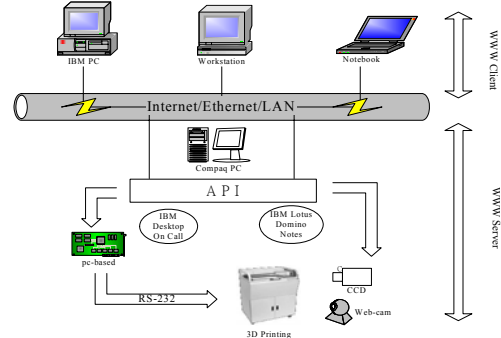 IBM PC
Workstation
Notebook
WWW Client
Internet/Ethernet/LAN
Compaq PC
API
IBM
Desktop
On Call
IBM Lotus
Domino
Notes
WWW Server
pc-based
RS-232
CCD
Web-cam
3D Printing